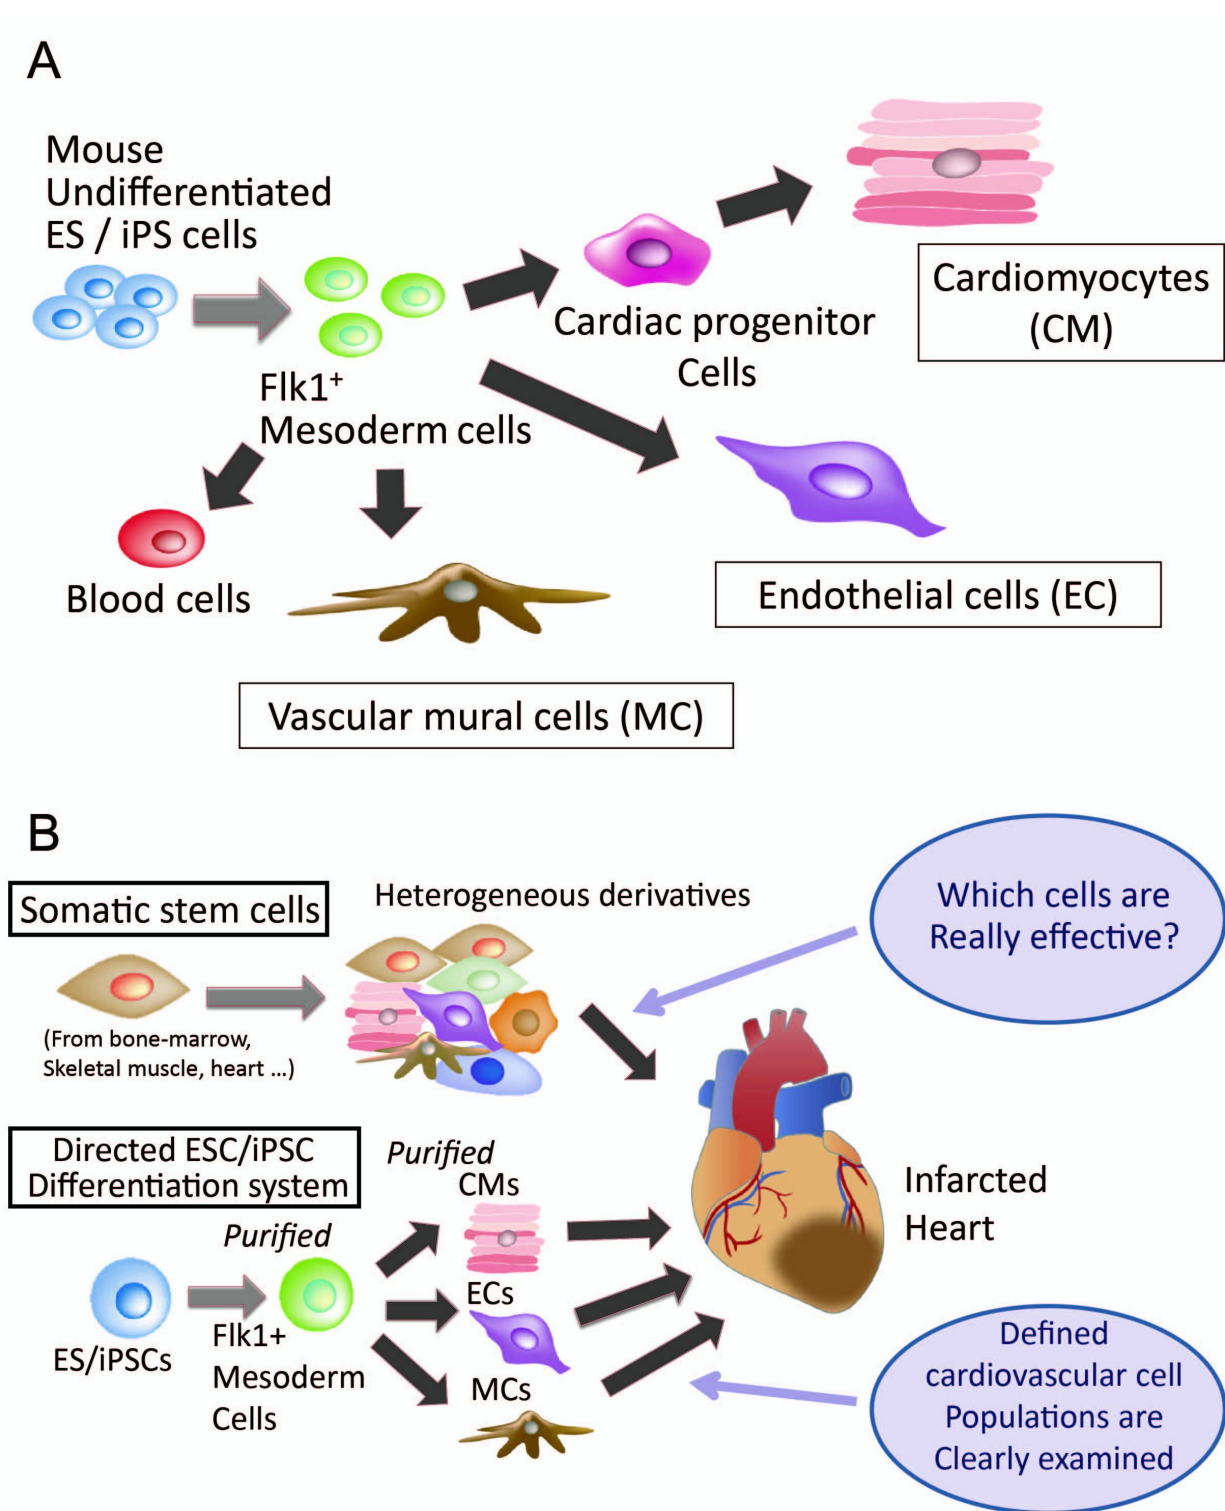 A
Mouse
Undifferentiated
ES / iPS cells
Cardiac progenitor
Cells
Cardiomyocytes
(CM)
Flk1⁺
Mesoderm cells
Blood cells
Endothelial cells (EC)
Vascular mural cells (MC)
B
Somatic stem cells
(From bone-marrow,
Skeletal muscle, heart ...)
Heterogeneous derivatives
Which cells are
Really effective?
Directed ESC/iPSC
Differentiation system
Purified
CMs
Purified
ECs
ES/iPSCs
Flk1+
Mesoderm
Cells
MCs
Infarcted
Heart
Defined
cardiovascular cell
Populations are
Clearly examined